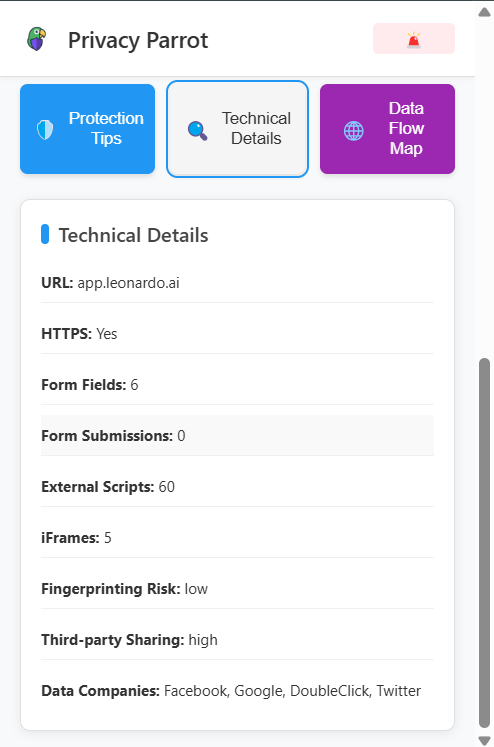 Privacy Parrot
Protection
Tips
Technical
Details
Data
Flow
Map
Technical Details
URL: app.leonardo.ai
HTTPS: Yes
Form Fields: 6
Form Submissions: 0
External Scripts: 60
iFrames: 5
Fingerprinting Risk: low
Third-party Sharing: high
Data Companies: Facebook, Google, DoubleClick, Twitter